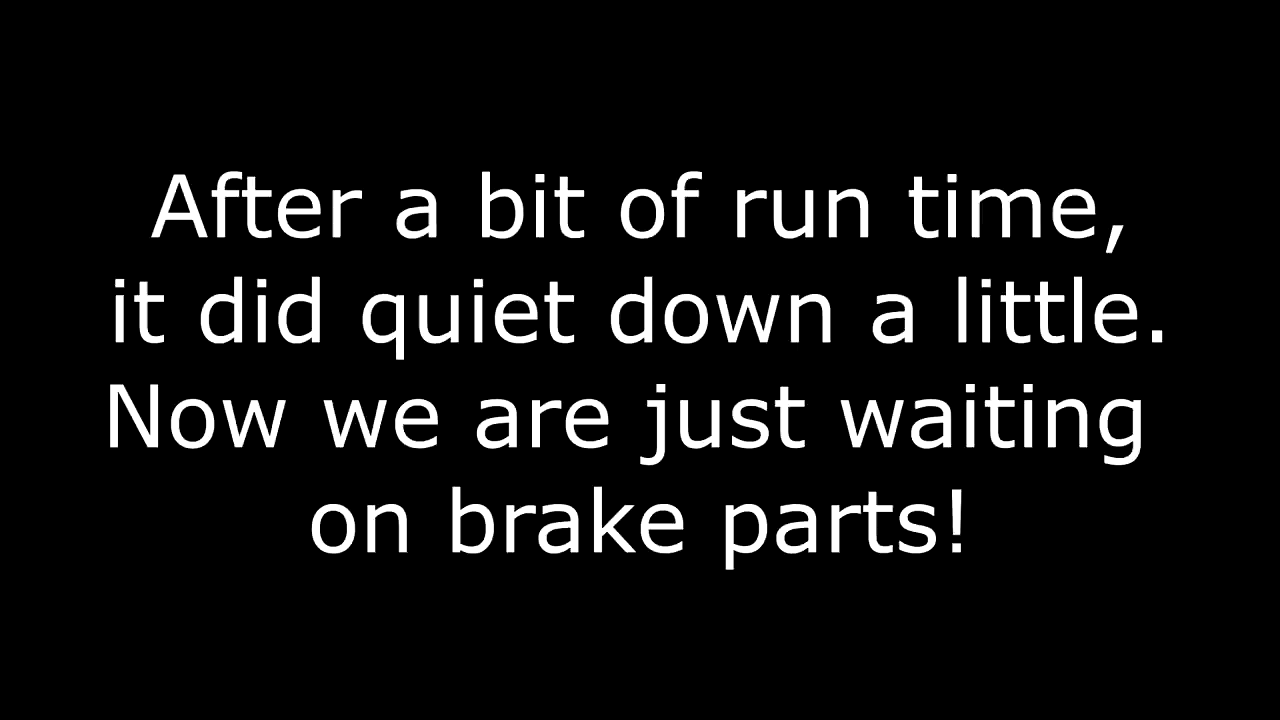 After a bit of run time,
it did quiet down a little.
Now we are just waiting
on brake parts!